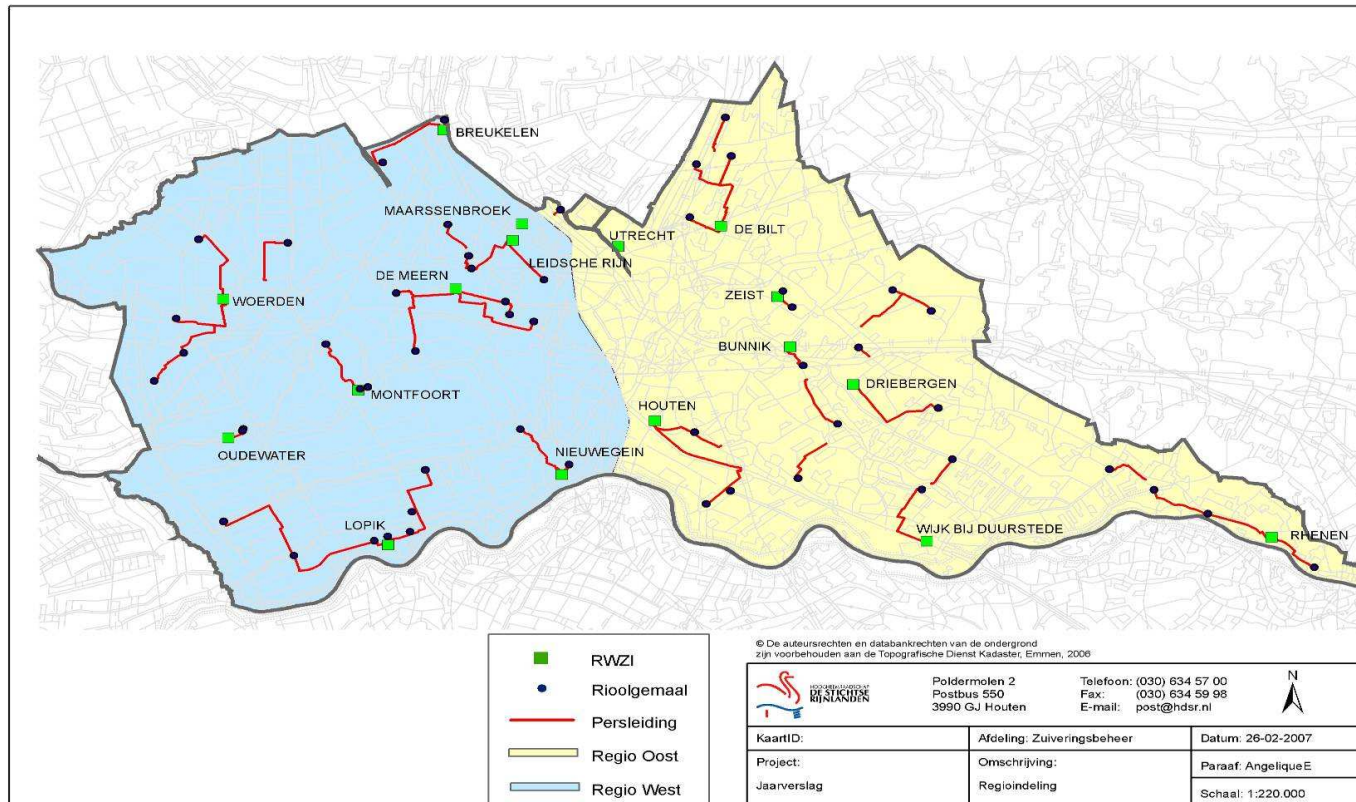 BREUKELEN
MAARSSENBROEK
UTRECHT
DE BILT
LEIDSCHE RIJN
DE MEERN
WOERDEN
ZEIST
BUNNIK
DRIEBERGEN
MONTFOORT
HOUTEN
OUDEWATER
NIEUWEGEIN
LOPIK
WIJK BIJ DUURSTEDE
RHENEN
RWZI
Rioolgemaal
Persleiding
Regio Oost
Regio West
© De auteursrechten en databankrechten van de ondergrond
zijn voorbehouden aan de Topografische Dienst Kadaster, Emmen, 2006
HOOGHEEMRAADSCHAP
DE STICHTSE
RIJNLANDEN
Poldermolen 2
Postbus 550
3990 GJ Houten
Telefoon: (030) 634 57 00
Fax: (030) 634 59 98
E-mail: post@hdsr.nl
N
KaartID:
Afdeling: Zuiveringsbeheer
Datum: 26-02-2007
Project:
Jaarverslag
Omschrijving:
Regioindeling
Paraaf: AngeliqueE
Schaal: 1:220.000